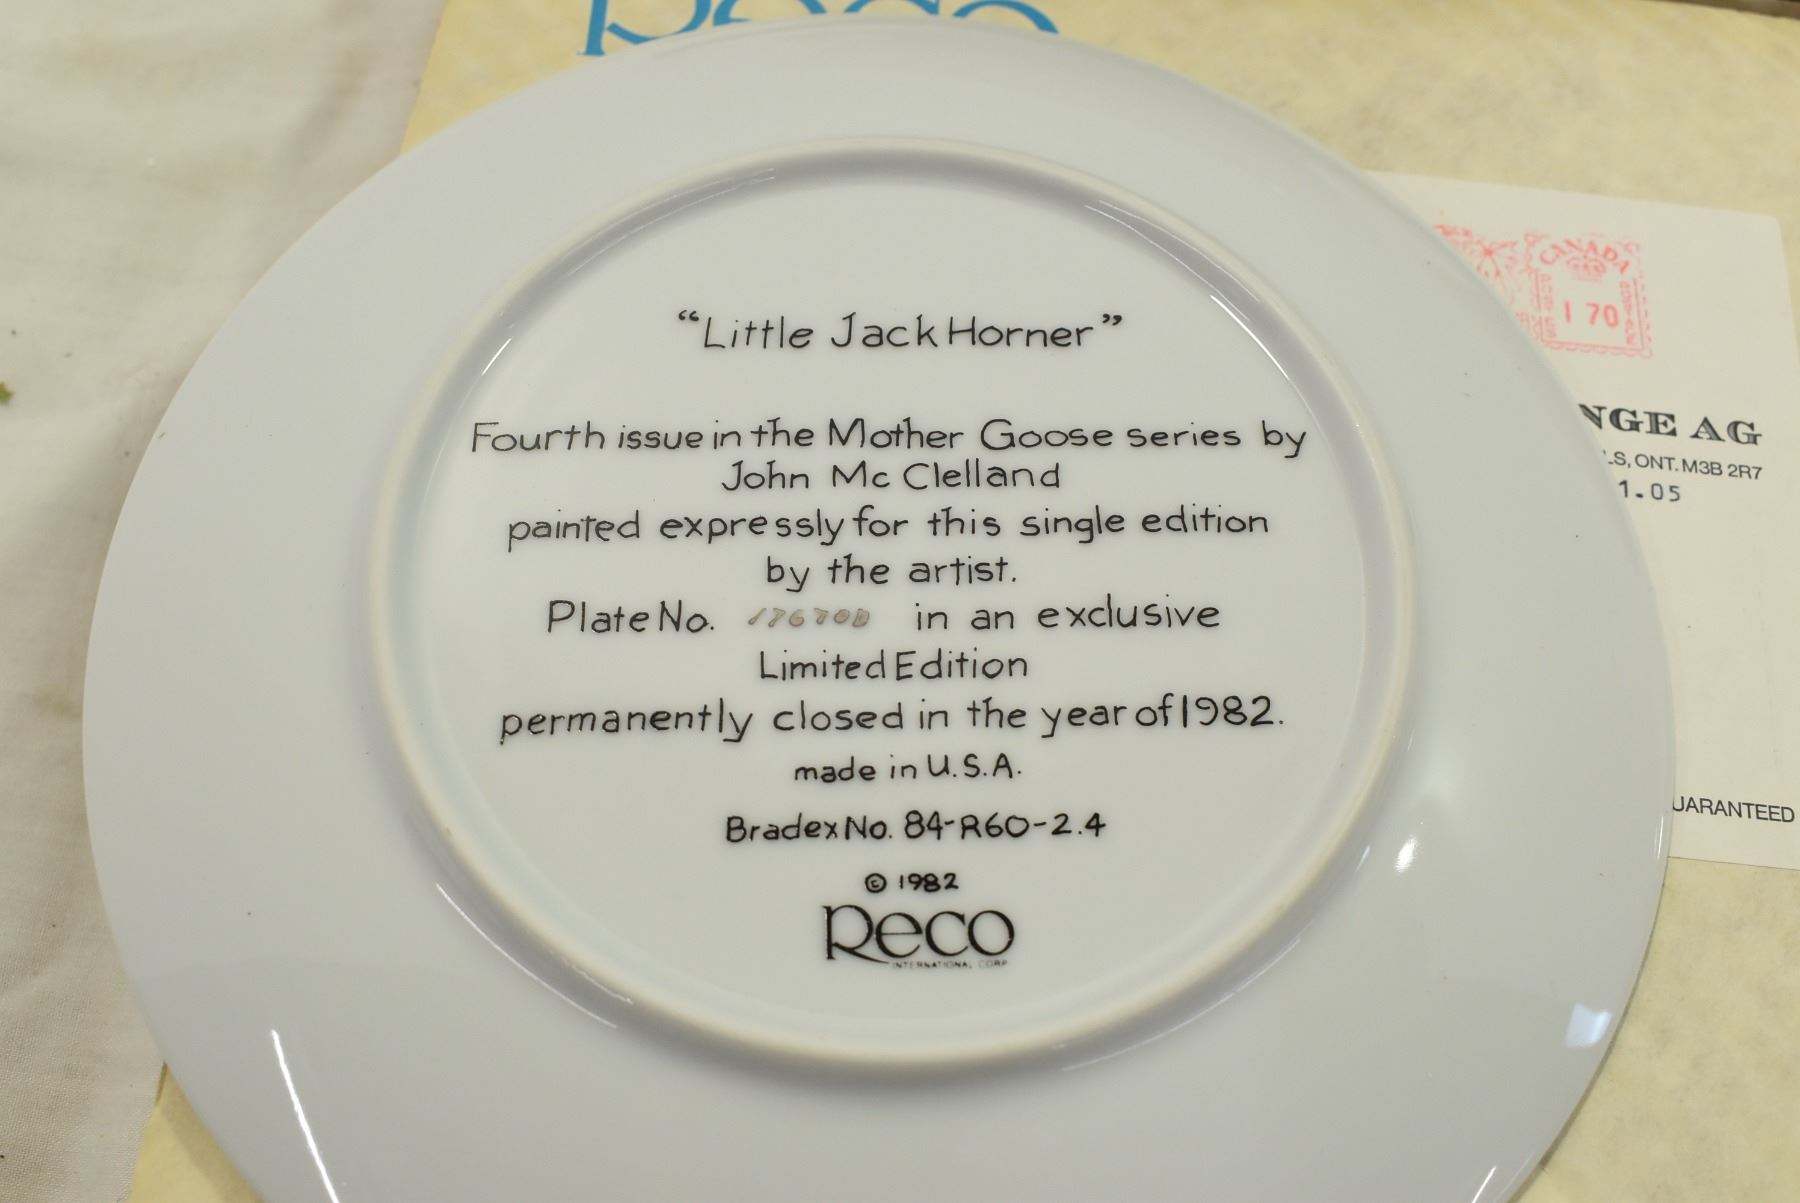 Reco
"Little Jack Horner"
Fourth issue in the Mother Goose series by
John McClelland
painted expressly for this single edition
by the artist.
Plate No. in an exclusive
Limited Edition
permanently closed in the year of 1982.
made in U.S.A.
Bradex No. 84-R60-2.4
© 1982
Reco
INTERNATIONAL CORP
CANADA
170
NGE AG
LS, ONT. M3B 2R7
1.05
UARANTEED